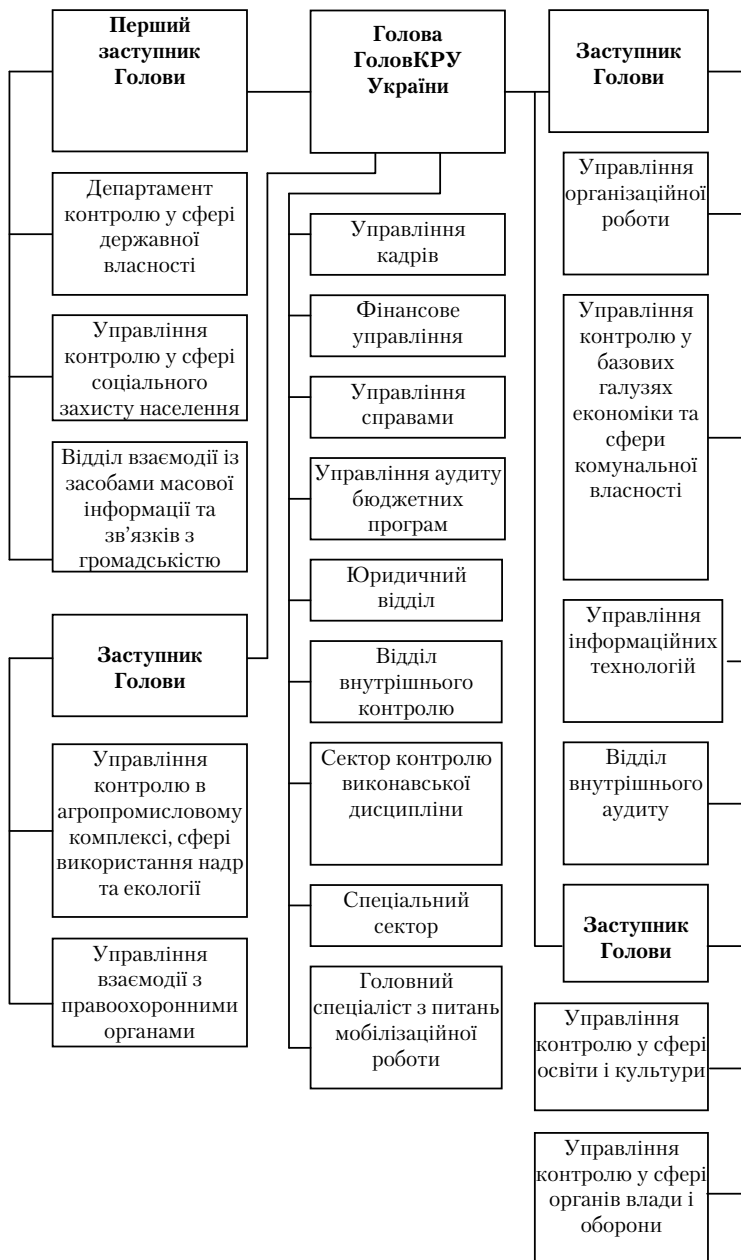 Перший
заступник
Голови
Департамент
контролю у сфері
державної
власності
Управління
контролю у сфері
соціального
захисту населення
Відділ взаємодії із
засобами масової
інформації та
зв’язків з
громадськістю
Заступник
Голови
Управління
контролю в
агропромисловому
комплексі, сфері
використання надр
та екології
Управління
взаємодії з
правоохоронними
органами
Голова
ГоловКРУ
України
Управління
кадрів
Фінансове
управління
Управління
справами
Управління аудиту
бюджетних
програм
Юридичний
відділ
Відділ
внутрішнього
контролю
Сектор контролю
виконавської
дисципліни
Спеціальний
сектор
Головний
спеціаліст з питань
мобілізаційної
роботи
Заступник
Голови
Управління
організаційної
роботи
Управління
контролю у
базових
галузях
економіки та
сфери
комунальної
власності
Управління
інформаційних
технологій
Відділ
внутрішнього
аудиту
Заступник
Голови
Управління
контролю у сфері
освіти і культури
Управління
контролю у сфері
органів влади і
оборони